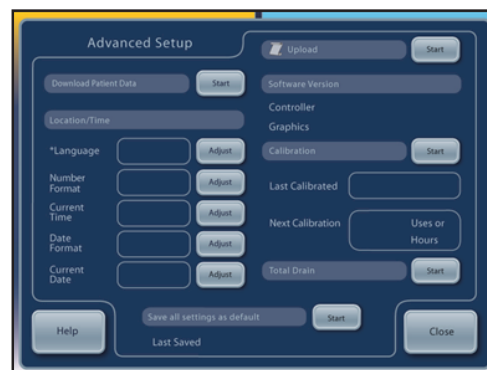 Advanced Setup
Upload Start
Download Patient Data Start
Software Version
Controller
Graphics
Location/Time
*Language Adjust
Calibration Start
Number
Format Adjust
Last Calibrated
Current
Time Adjust
Next Calibration Uses or
Hours
Date
Format Adjust
Current
Date Adjust
Total Drain Start
Save all settings as default Start
Last Saved
Help
Close